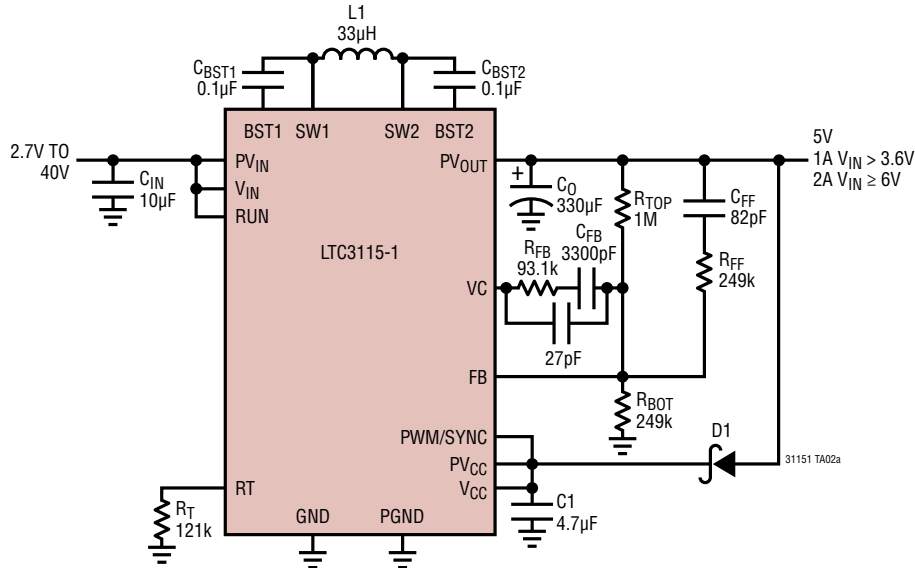 L1
33µH
CBST1
0.1µF
CBST2
0.1µF
BST1 SW1 SW2 BST2
2.7V TO
40V
CIN
10µF
PVIN
VIN
RUN
LTC3115-1
PVOUT
VC
FB
PWM/SYNC
PVCC
VCC
RT
GND PGND
RT
121k
+
CO
330µF
RTOP
1M
CFF
82pF
RFB
93.1k
CFB
3300pF
27pF
RFF
249k
RBOT
249k
D1
C1
4.7µF
5V
1A VIN > 3.6V
2A VIN ≥ 6V
31151 TA02a